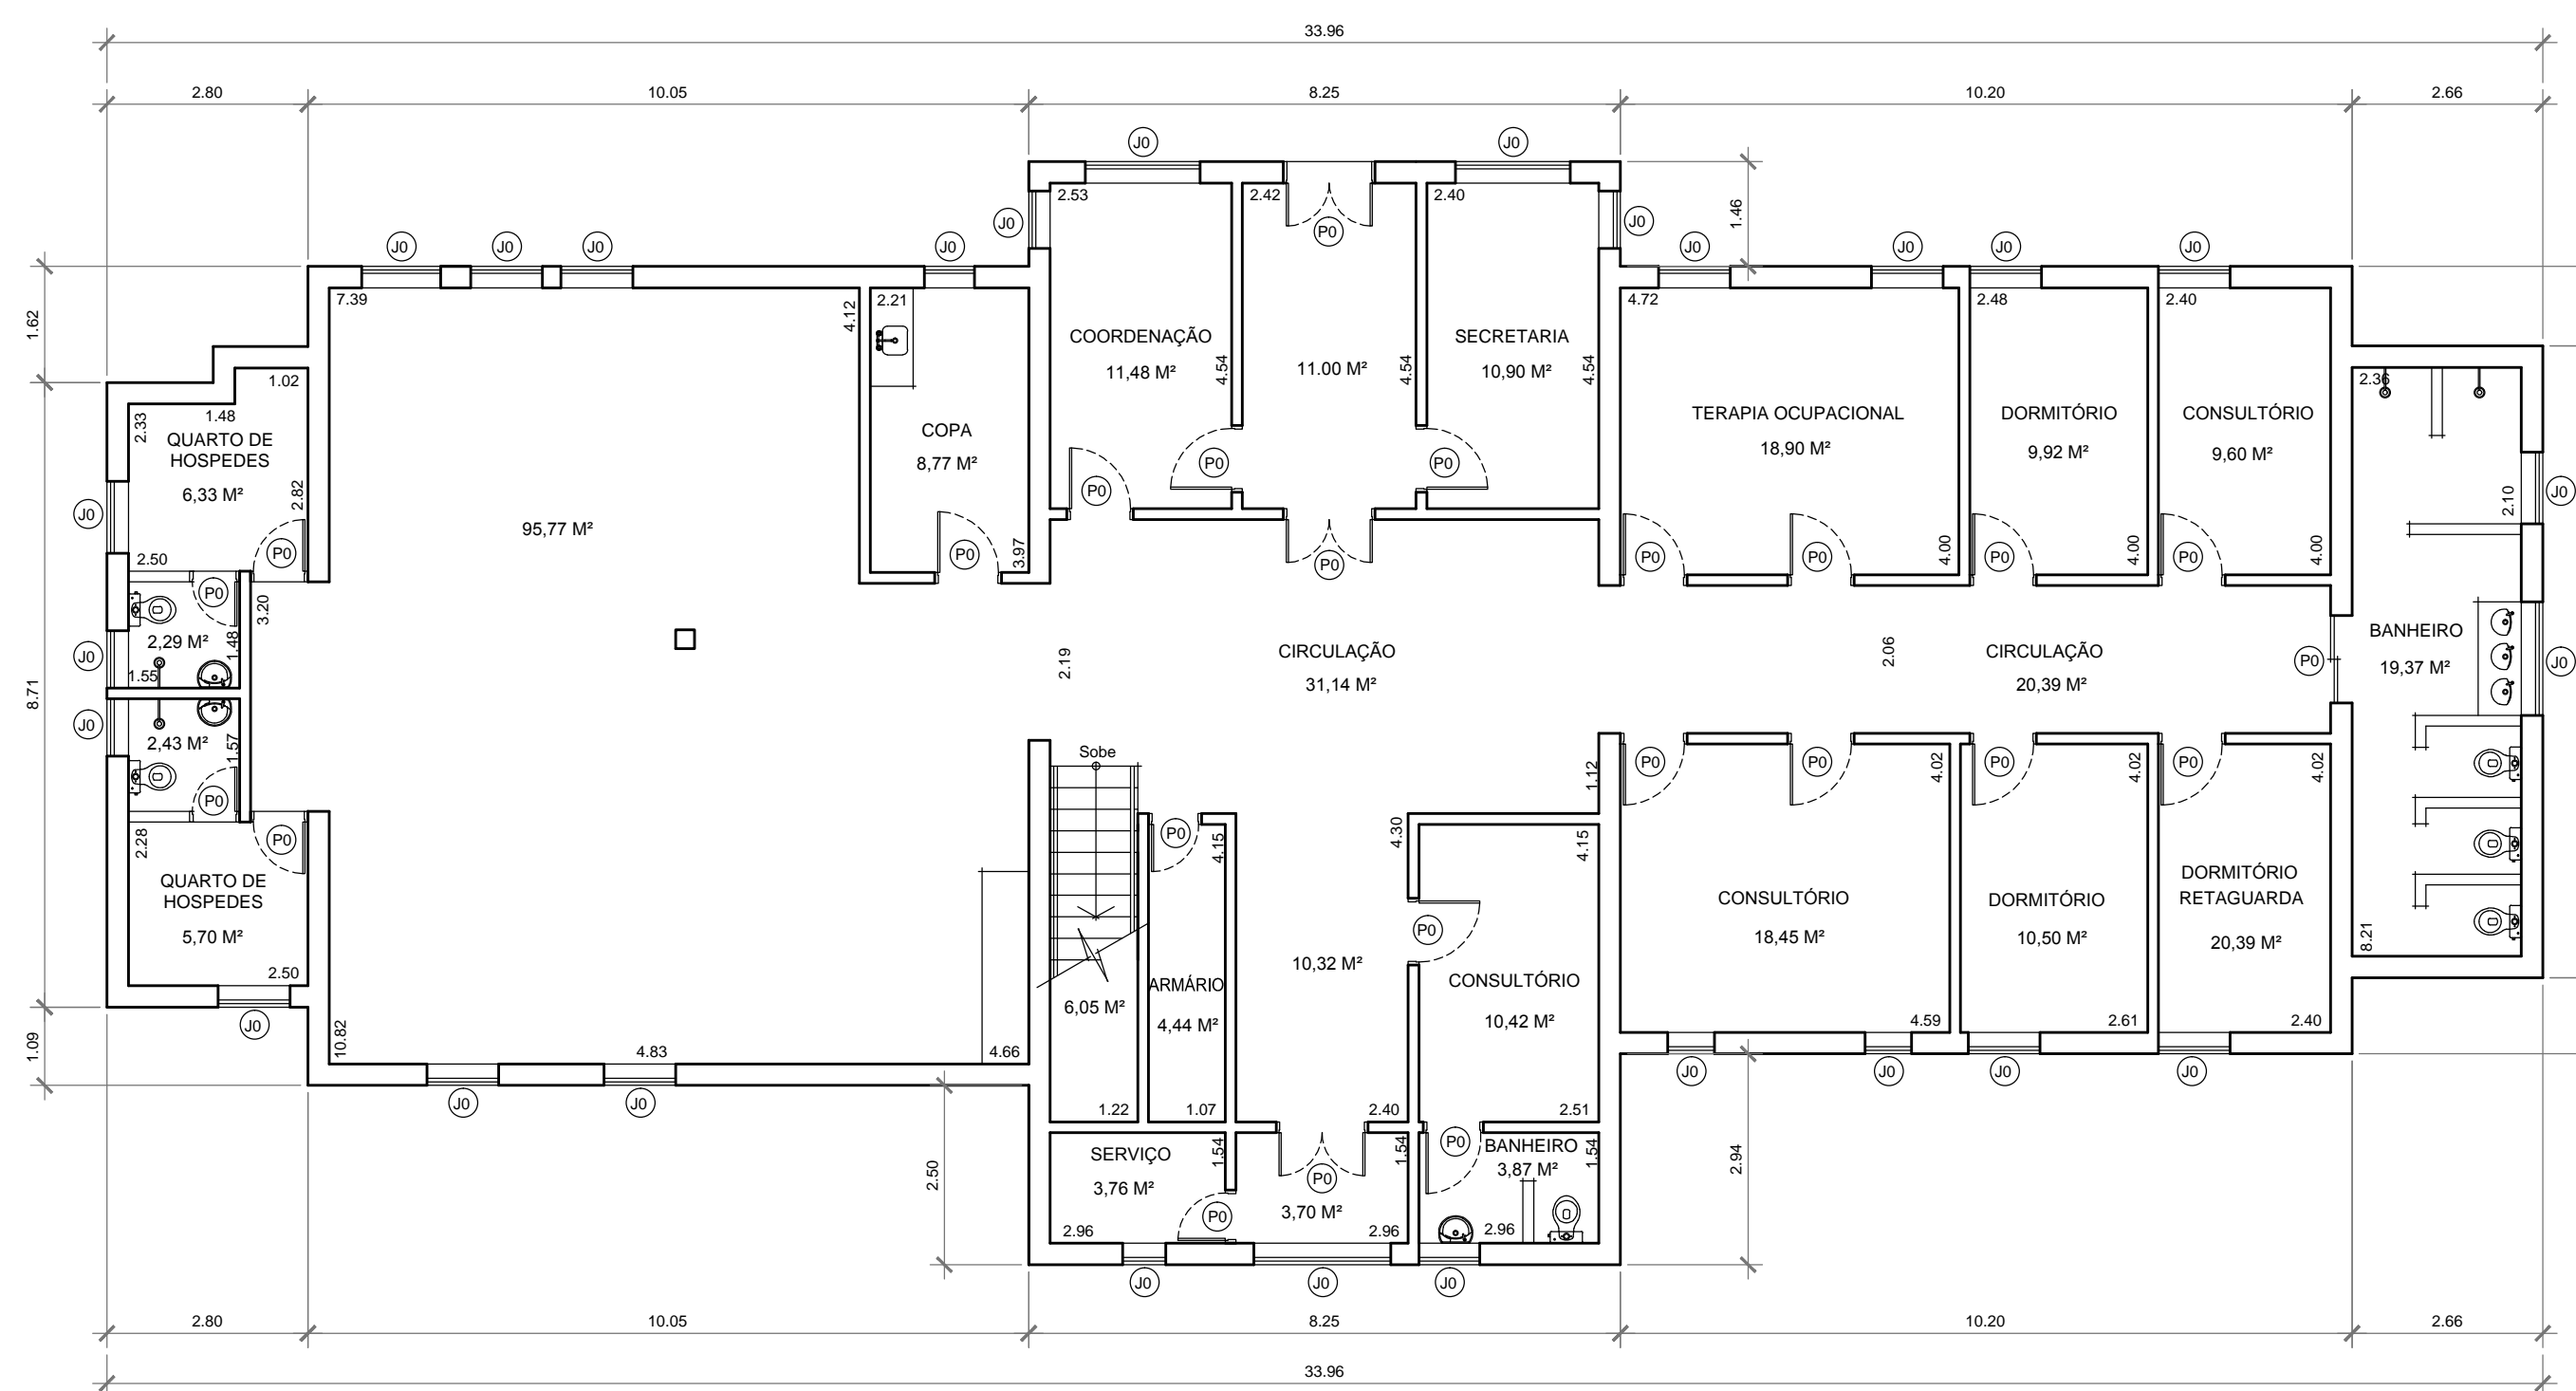 33.96
2.80
10.05
8.25
10.20
2.66
J0
J0
J0
J0
1.46
2.53
2.42
2.40
P0
J0
J0
J0
J0
J0
J0
J0
J0
1.62
7.39
4.12
2.21
4.72
2.48
2.40
COORDENAÇÃO
11,48 M²
4.54
11.00 M²
4.54
SECRETARIA
10,90 M²
4.54
1.02
1.48
2.33
QUARTO DE
HOSPEDES
6,33 M²
2.82
2.36
COPA
8,77 M²
TERAPIA OCUPACIONAL
18,90 M²
DORMITÓRIO
9,92 M²
CONSULTÓRIO
9,60 M²
P0
P0
P0
J0
95,77 M²
2.10
J0
2.50
P0
P0
3.97
P0
P0
P0
4.00
P0
4.00
P0
4.00
P0
3.20
2,29 M²
1.48
1.55
J0
8.71
2.19
CIRCULAÇÃO
31,14 M²
2.06
CIRCULAÇÃO
20,39 M²
P0
BANHEIRO
19,37 M²
J0
J0
2,43 M²
1.57
P0
Sobe
1.12
P0
P0
4.02
P0
4.02
P0
4.02
2.28
P0
P0
4.15
4.30
4.15
QUARTO DE
HOSPEDES
5,70 M²
2.50
CONSULTÓRIO
18,45 M²
DORMITÓRIO
10,50 M²
DORMITÓRIO
RETAGUARDA
20,39 M²
8.21
P0
10,32 M²
ARMÁRIO
4,44 M²
6,05 M²
CONSULTÓRIO
10,42 M²
J0
1.09
10.82
4.83
4.66
4.59
2.61
2.40
J0
J0
J0
J0
J0
J0
1.22
1.07
2.40
2.51
2.50
SERVIÇO
3,76 M²
1.54
1.54
P0
BANHEIRO
3,87 M²
1.54
2.94
P0
P0
3,70 M²
2.96
2.96
2.96
J0
J0
J0
2.80
10.05
8.25
10.20
2.66
33.96